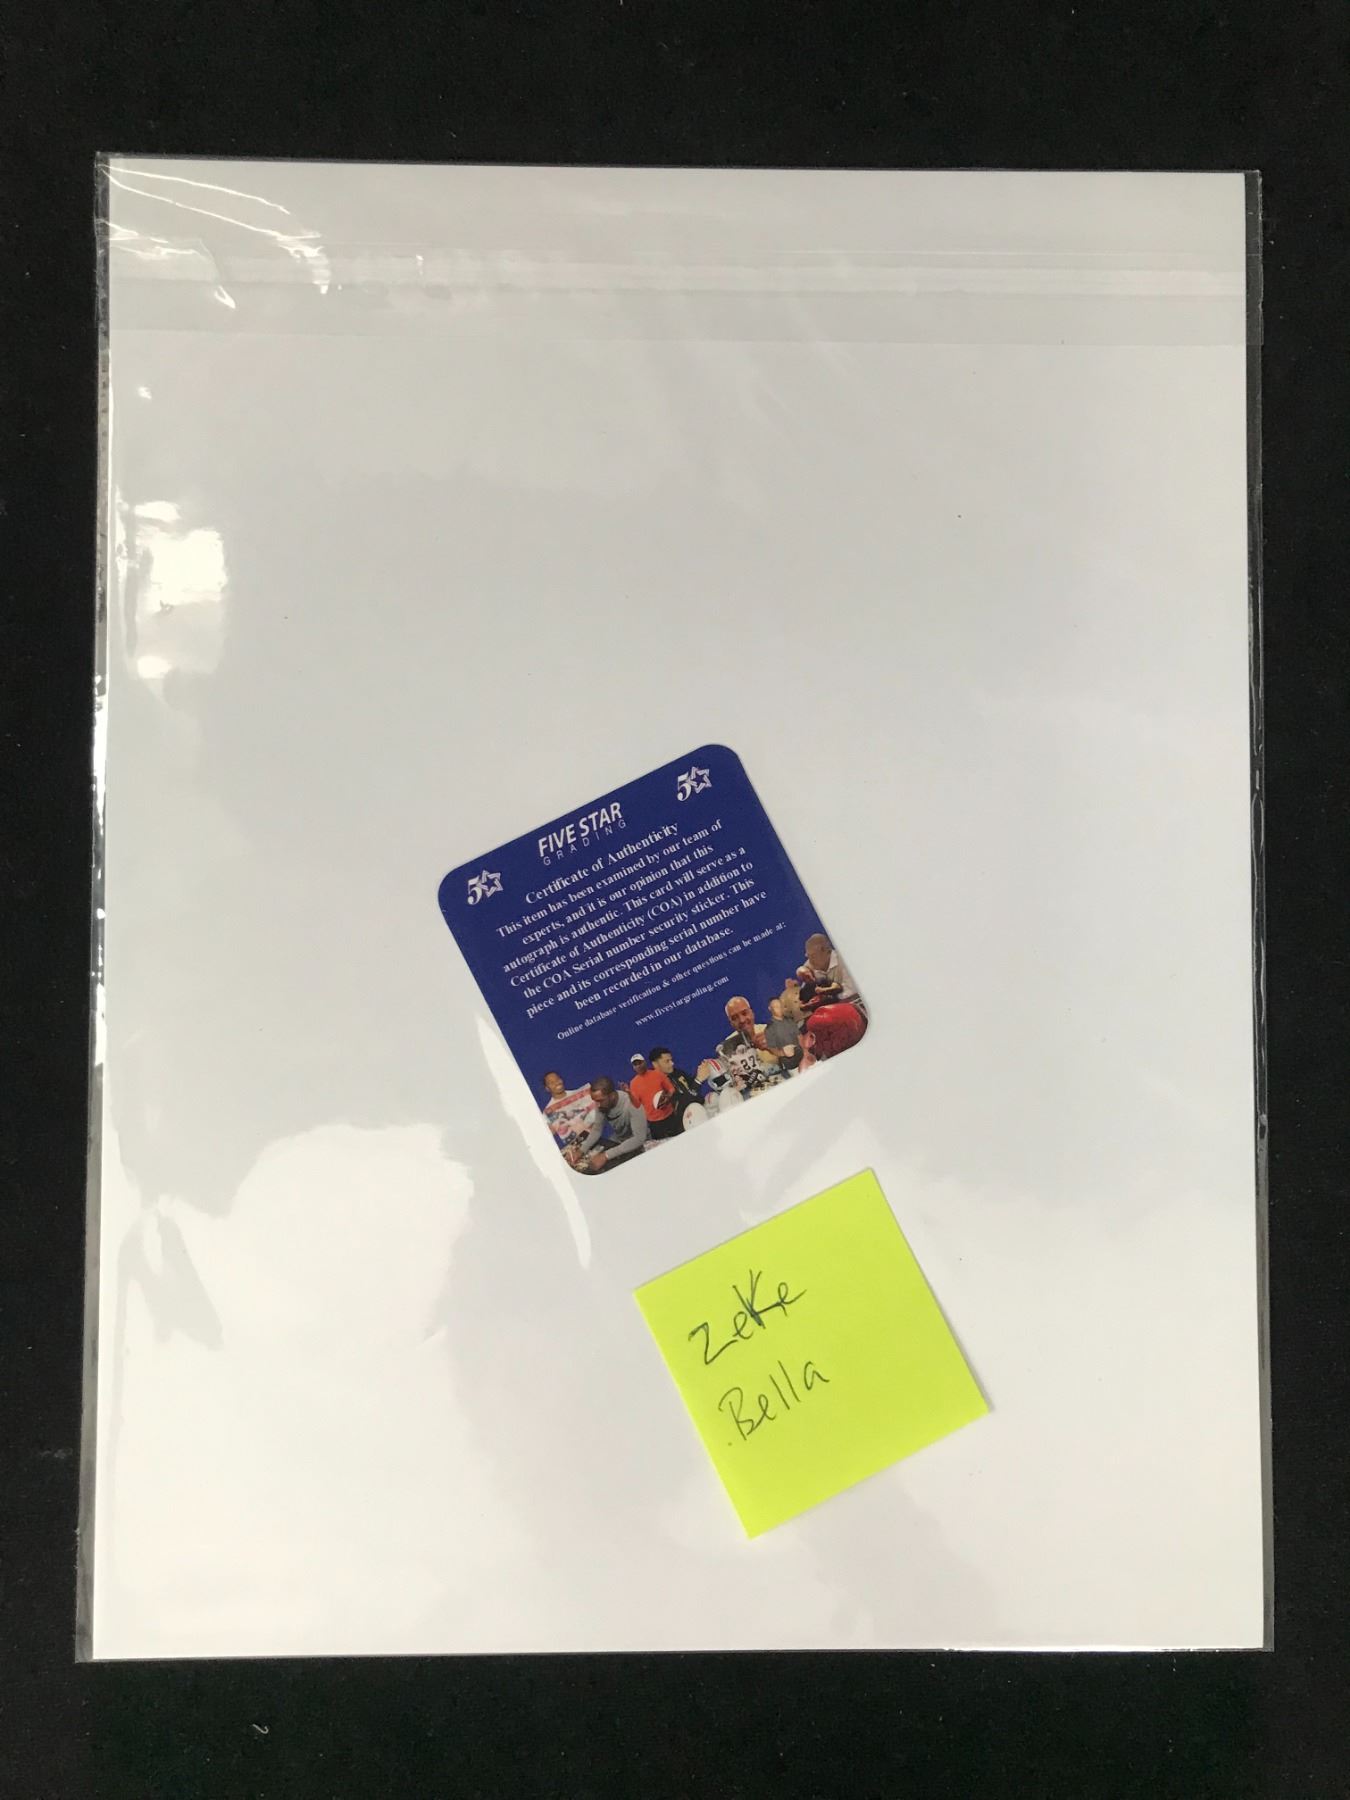 5
5
FIVE STAR
GRADING
Certificate of Authenticity
This item has been examined by our team of
experts, and it is our opinion that this
autograph is authentic. This card will serve as a
Certificate of Authenticity (COA) in addition to
the COA Serial number security sticker. This
piece and its corresponding serial number have
been recorded in our database.
Online database verification & other questions can be made at:
www.fivestargrading.com
27
Zeke
Bella